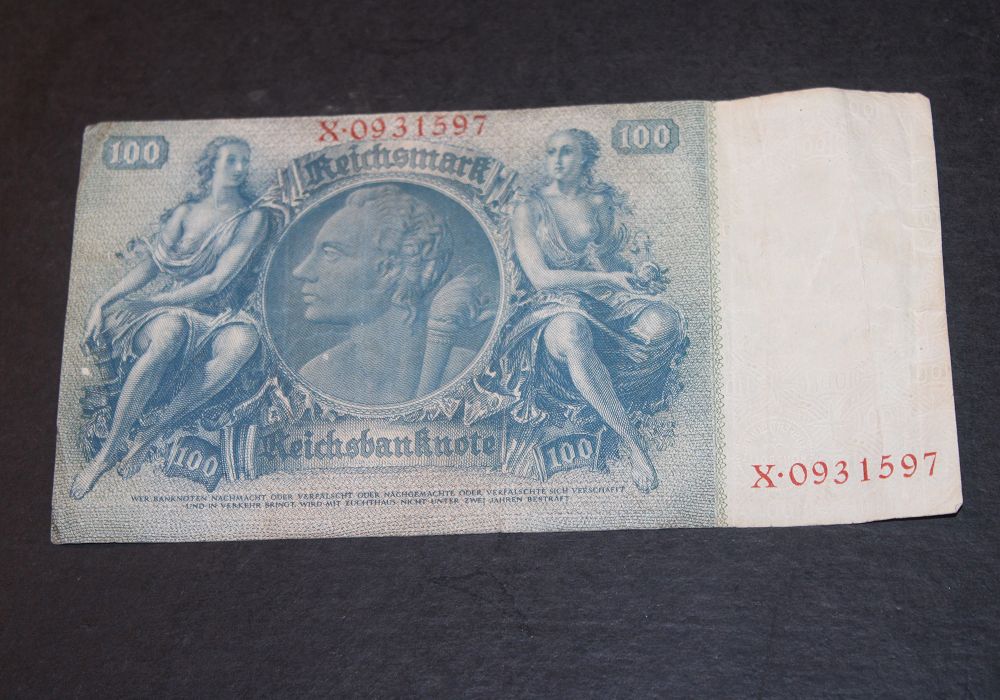 100
X·0931597
100
Reichsmark
Reichsbanknote
100
100
WER BANKNOTEN NACHMACHT ODER VERFÄLSCHT ODER NACHGEMACHTE ODER VERFÄLSCHTE SICH VERSCHAFFT
UND IN VERKEHR BRINGT, WIRD MIT ZUCHTHAUS NICHT UNTER ZWEI JAHREN BESTRAFT
X·0931597